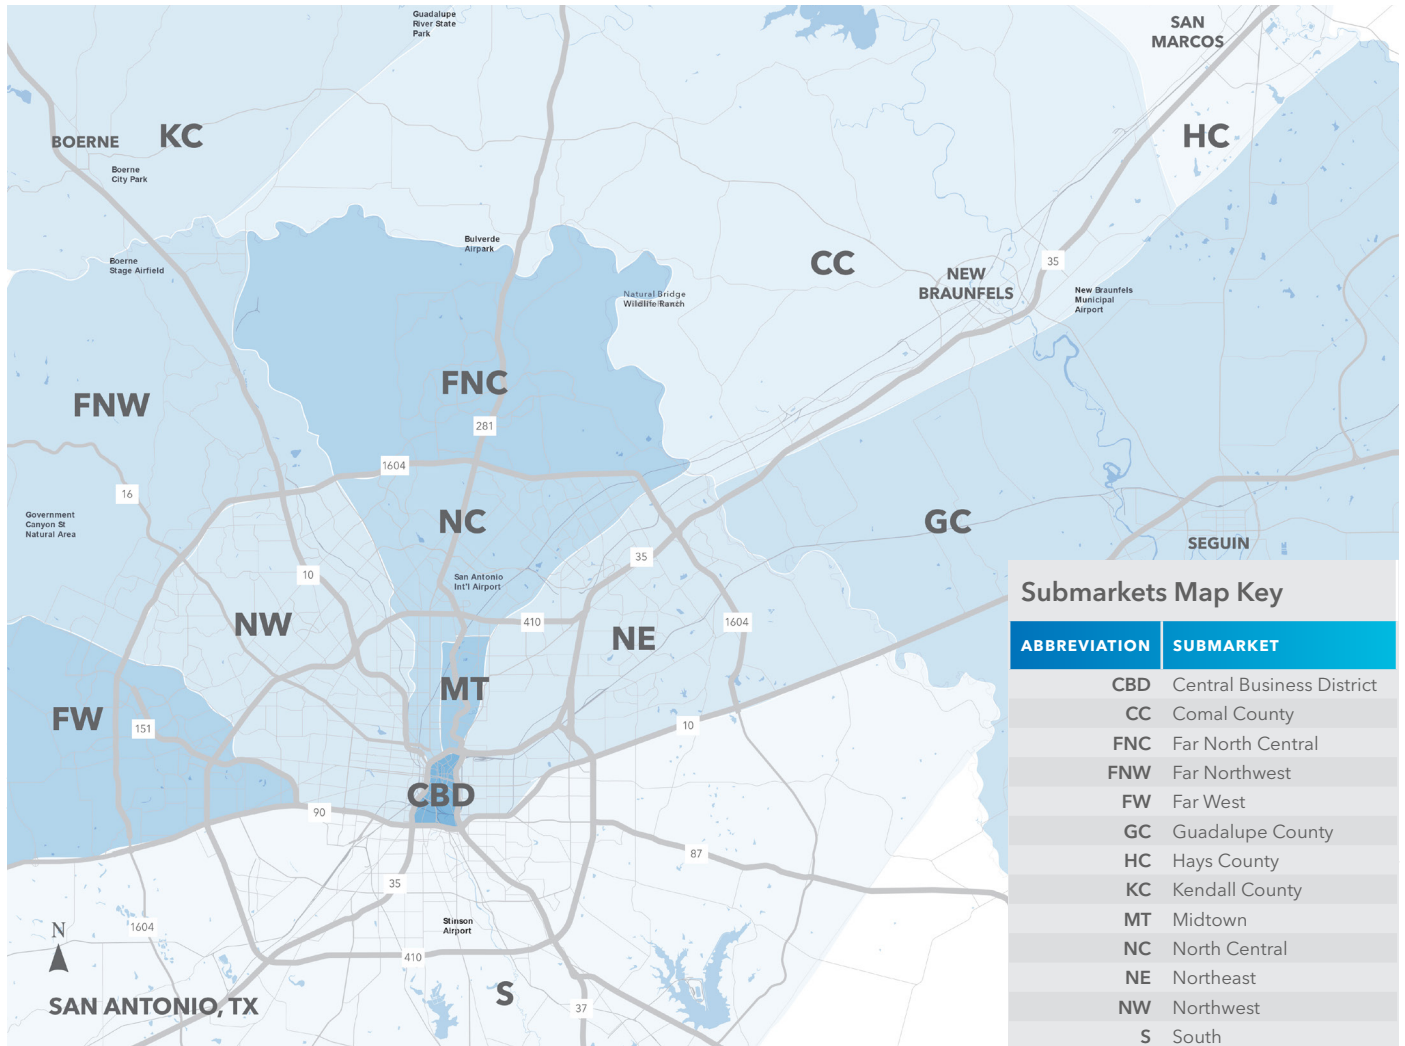 Guadalupe
River State
Park
SAN
MARCOS
BOERNE
KC
HC
Boerne
City Park
Bulverde
Airpark
Boerne
Stage Airfield
CC
35
NEW
BRAUNFELS
New Braunfels
Municipal
Airport
Natural Bridge
Wildlife Ranch
FNC
FNW
281
1604
16
Government
Canyon St
Natural Area
NC
GC
SEGUIN
35
10
San Antonio
Int'l Airport
NW
410
NE
1604
MT
FW
151
10
CBD
90
87
35
Stinson
Airport
N
1604
410
S
37
SAN ANTONIO, TX
Submarkets Map Key
ABBREVIATION SUBMARKET
CBD Central Business District
CC Comal County
FNC Far North Central
FNW Far Northwest
FW Far West
GC Guadalupe County
HC Hays County
KC Kendall County
MT Midtown
NC North Central
NE Northeast
NW Northwest
S South